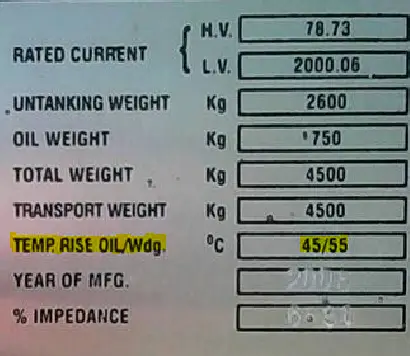 RATED CURRENT { H.V. 78.73
L.V. 2000.06
UNTANKING WEIGHT Kg 2600
OIL WEIGHT Kg 750
TOTAL WEIGHT Kg 4500
TRANSPORT WEIGHT Kg 4500
TEMP. RISE OIL/Wdg. ⁰C 45/55
YEAR OF MFG.
% IMPEDANCE